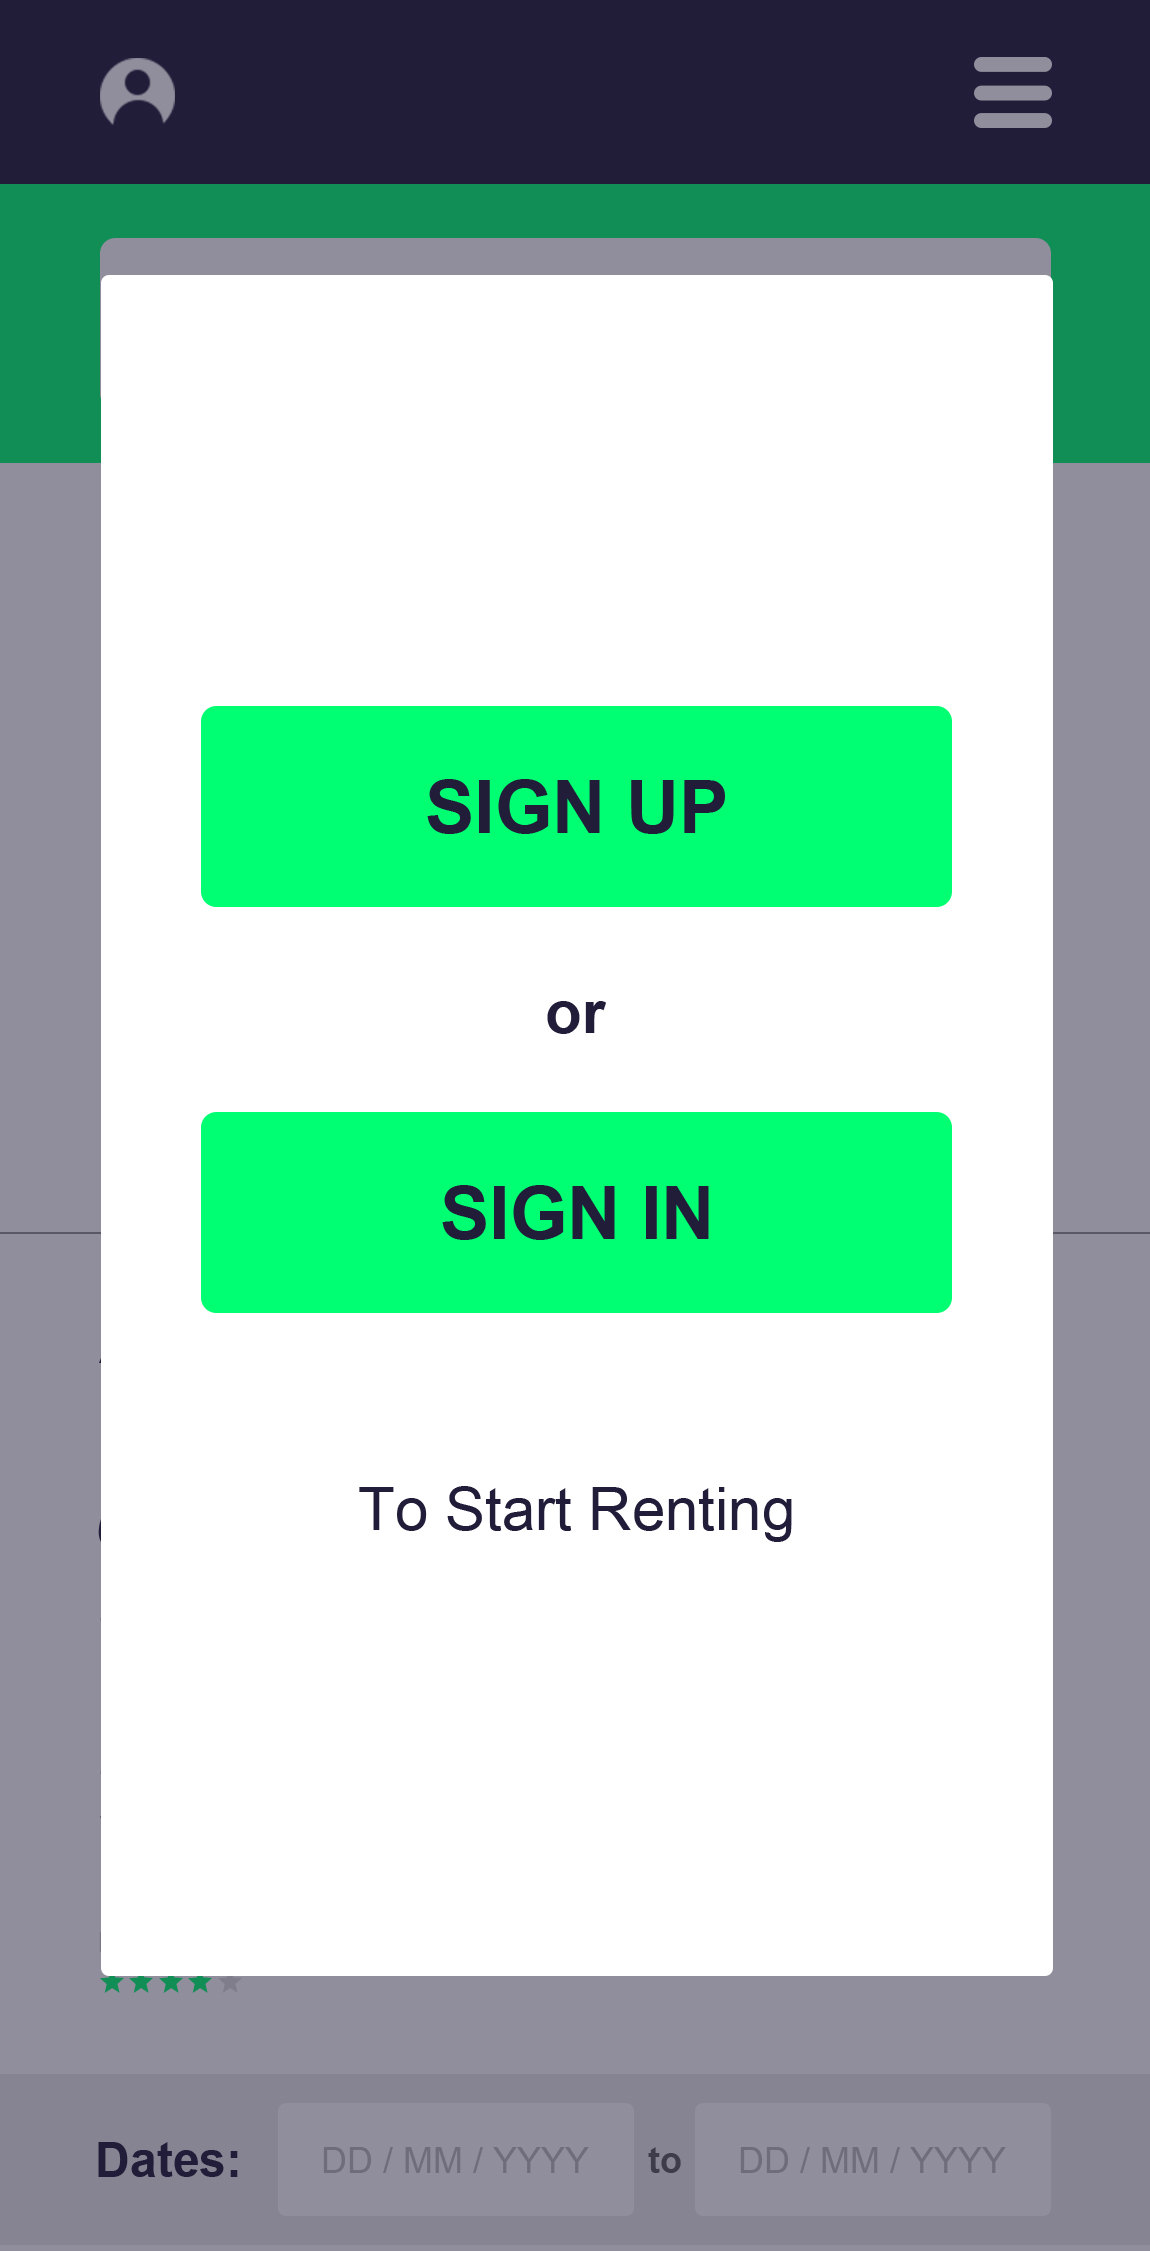 SIGN UP
or
SIGN IN
To Start Renting
Dates: DD / MM / YYYY to DD / MM / YYYY